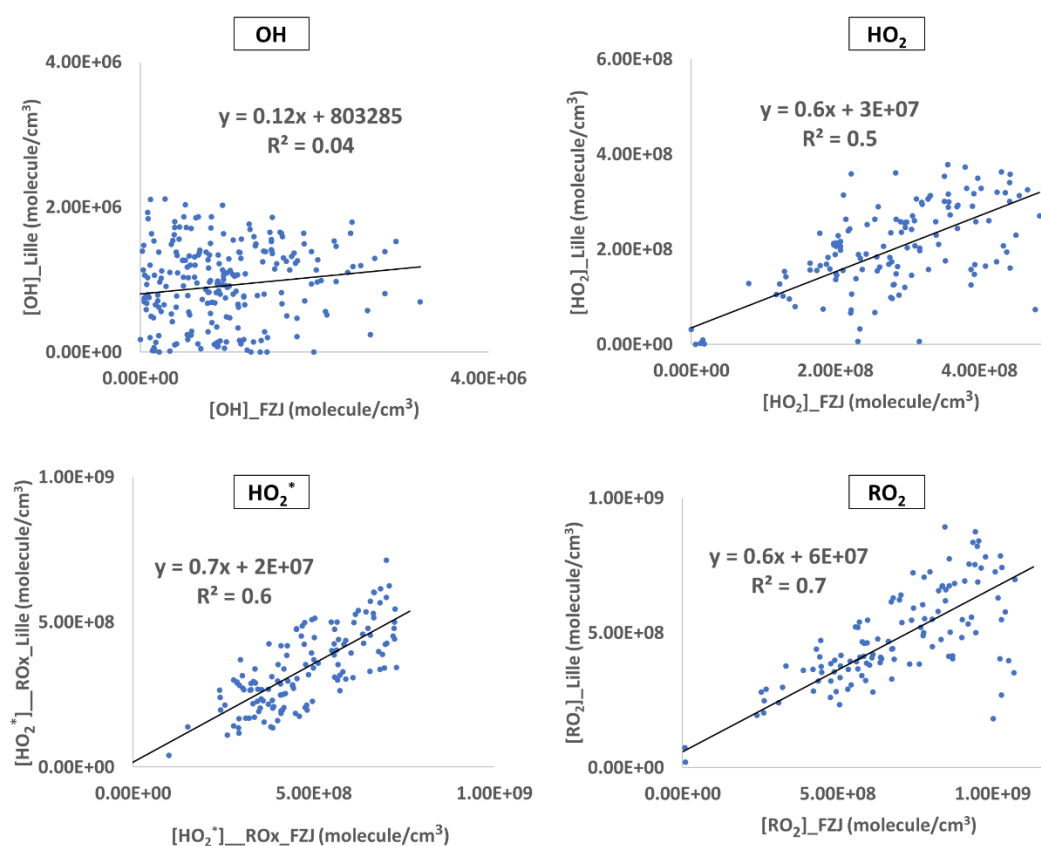 OH
4.00E+06
2.00E+06
0.00E+00
[OH]_Lille (molecule/cm³)
y = 0.12x + 803285
R² = 0.04
0.00E+00
4.00E+06
[OH]_FZJ (molecule/cm³)
HO₂
6.00E+08
4.00E+08
2.00E+08
0.00E+00
[HO₂]_Lille (molecule/cm³)
y = 0.6x + 3E+07
R² = 0.5
0.00E+00
2.00E+08
4.00E+08
[HO₂]_FZJ (molecule/cm³)
HO₂*
1.00E+09
5.00E+08
0.00E+00
[HO₂*]__ROx_Lille (molecule/cm³)
y = 0.7x + 2E+07
R² = 0.6
0.00E+00
5.00E+08
1.00E+09
[HO₂*]__ROx_FZJ (molecule/cm³)
RO₂
1.00E+09
5.00E+08
0.00E+00
[RO₂]_Lille (molecule/cm³)
y = 0.6x + 6E+07
R² = 0.7
0.00E+00
5.00E+08
1.00E+09
[RO₂]_FZJ (molecule/cm³)